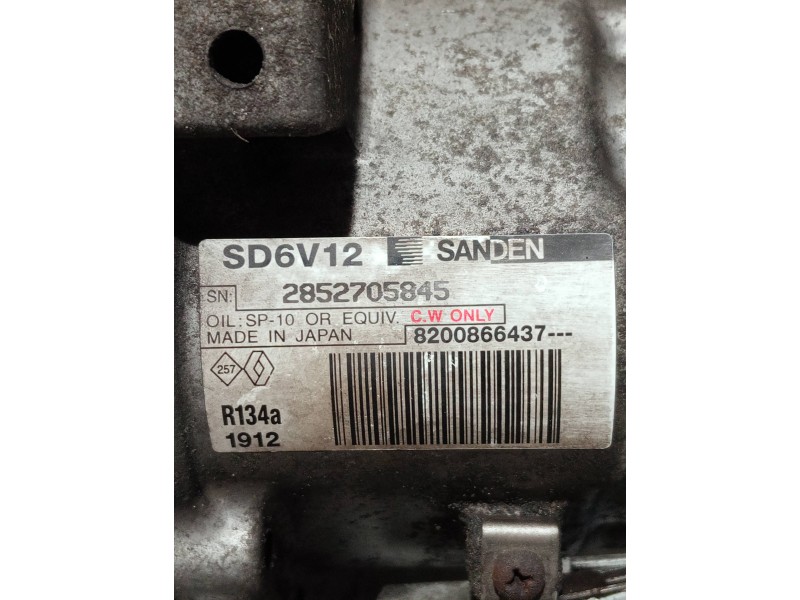 SD6V12 SANDEN
SN: 2852705845
OIL: SP-10 OR EQUIV. C.W ONLY
MADE IN JAPAN 8200866437---
257
R134a
1912